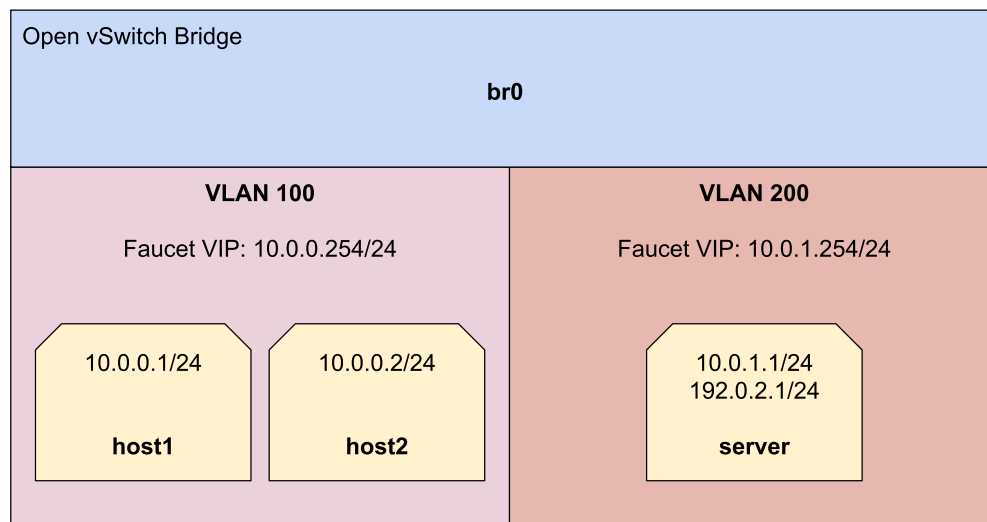 Open vSwitch Bridge
br0
VLAN 100
Faucet VIP: 10.0.0.254/24
10.0.0.1/24
host1
10.0.0.2/24
host2
VLAN 200
Faucet VIP: 10.0.1.254/24
10.0.1.1/24
192.0.2.1/24
server